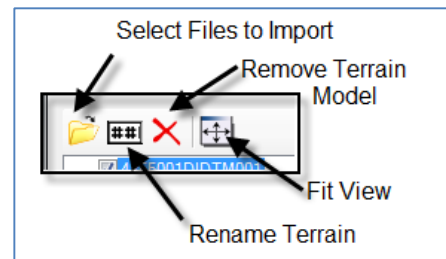 Select Files to Import
Remove Terrain
Model
##
Fit View
Rename Terrain